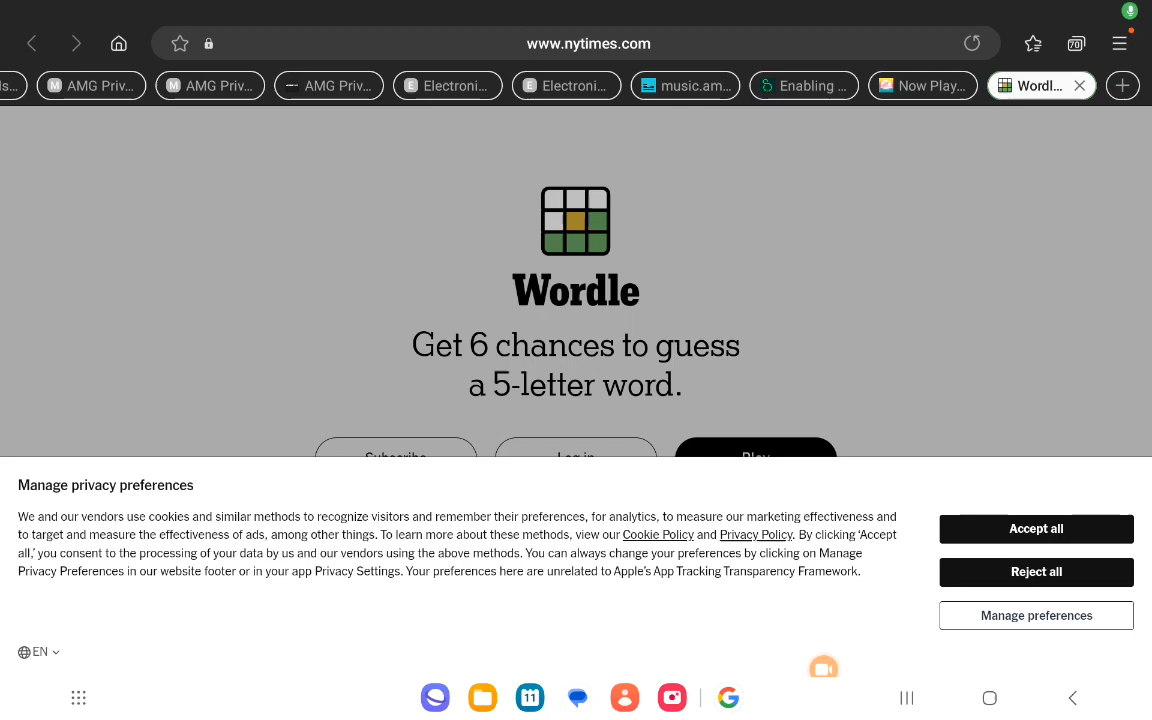 www.nytimes.com
70
s...
M AMG Priv...
M AMG Priv...
AMG Priv...
E Electroni...
E Electroni...
music.am...
Enabling ...
Now Play...
Wordl...
Wordle
Get 6 chances to guess
a 5-letter word.
Subscribe
Log in
Play
Manage privacy preferences
We and our vendors use cookies and similar methods to recognize visitors and remember their preferences, for analytics, to measure our marketing effectiveness and
to target and measure the effectiveness of ads, among other things. To learn more about these methods, view our Cookie Policy and Privacy Policy. By clicking ‘Accept
all,’ you consent to the processing of your data by us and our vendors using the above methods. You can always change your preferences by clicking on Manage
Privacy Preferences in our website footer or in your app Privacy Settings. Your preferences here are unrelated to Apple’s App Tracking Transparency Framework.
Accept all
Reject all
Manage preferences
EN
11
G